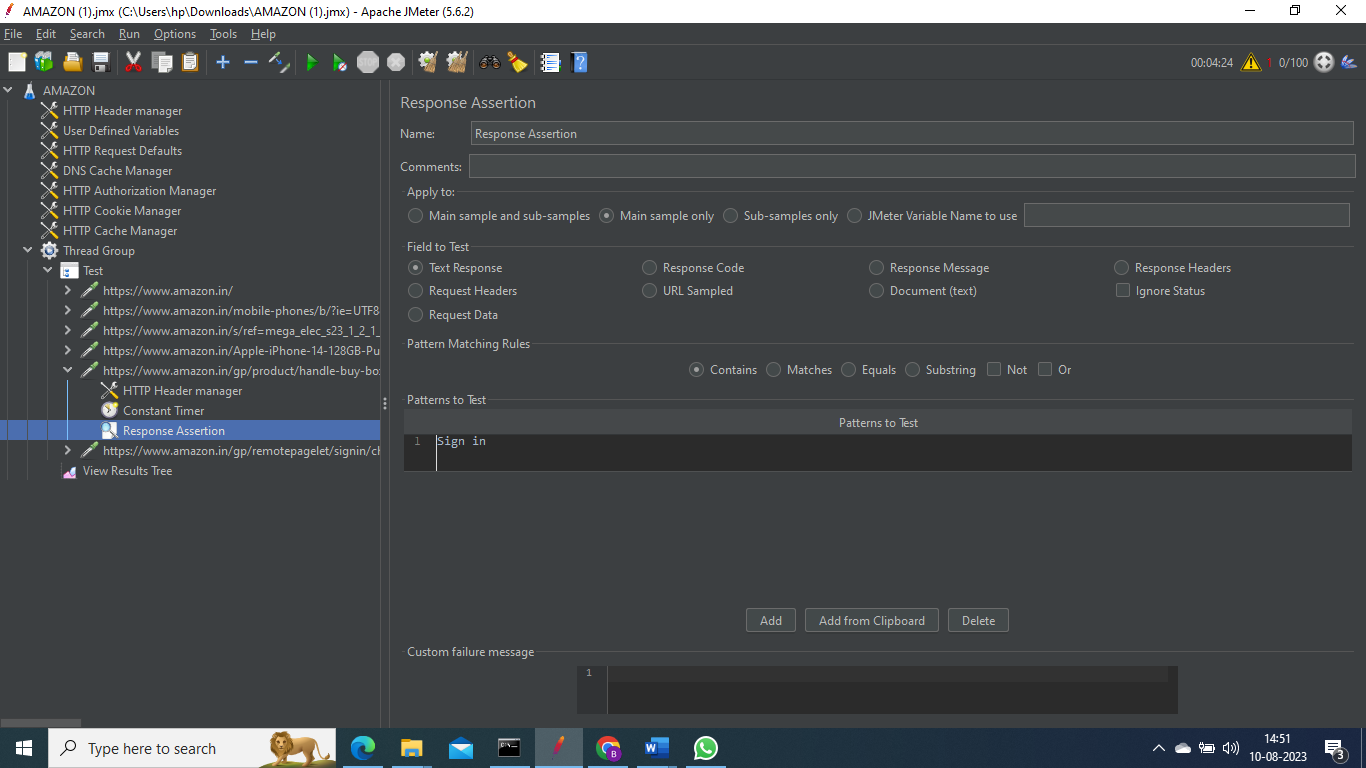 AMAZON (1).jmx (C:\Users\hp\Downloads\AMAZON (1).jmx) - Apache JMeter (5.6.2)
File Edit Search Run Options Tools Help
STOP
00:04:24 1 0/100
AMAZON
HTTP Header manager
User Defined Variables
HTTP Request Defaults
DNS Cache Manager
HTTP Authorization Manager
HTTP Cookie Manager
HTTP Cache Manager
Thread Group
Test
https://www.amazon.in/
https://www.amazon.in/mobile-phones/b/?ie=UTF8
https://www.amazon.in/s/ref=mega_elec_s23_1_2_1_
https://www.amazon.in/Apple-iPhone-14-128GB-Pu
https://www.amazon.in/gp/product/handle-buy-bo
HTTP Header manager
Constant Timer
Response Assertion
https://www.amazon.in/gp/remotepagelet/signin/c
View Results Tree
Response Assertion
Name: Response Assertion
Comments:
Apply to:
Main sample and sub-samples Main sample only Sub-samples only JMeter Variable Name to use
Field to Test
Text Response Response Code Response Message Response Headers
Request Headers URL Sampled Document (text) Ignore Status
Request Data
Pattern Matching Rules
Contains Matches Equals Substring Not Or
Patterns to Test
Patterns to Test
1 Sign in
Add Add from Clipboard Delete
Custom failure message
1
Type here to search
B
W
14:51
10-08-2023
3